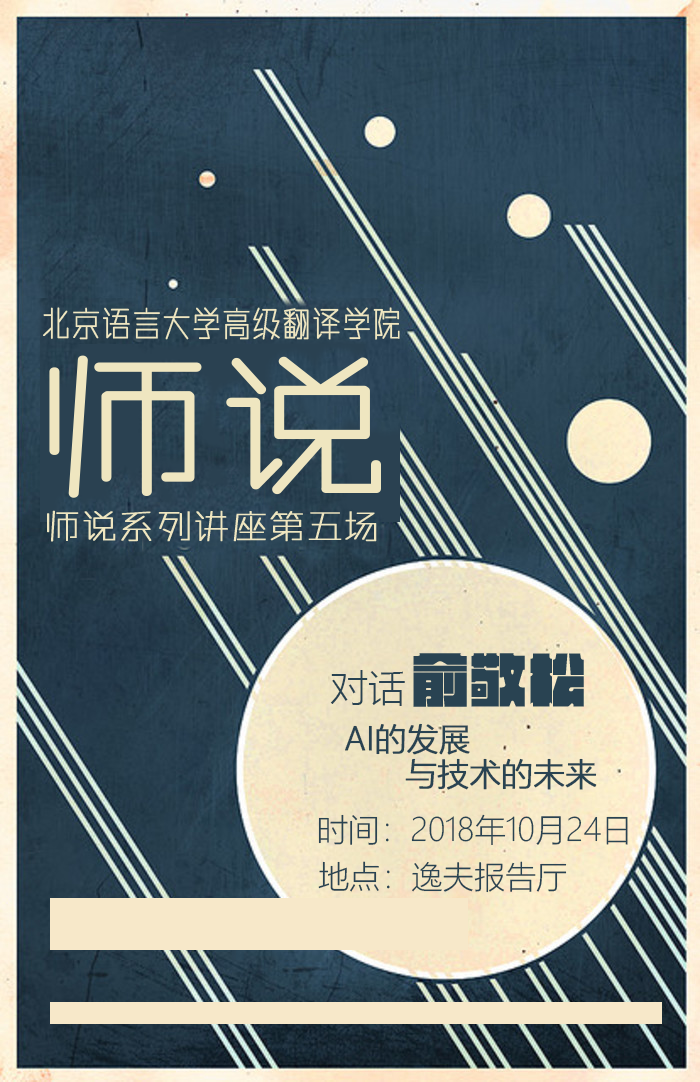 北京语言大学高级翻译学院
师说
师说系列讲座第五场
对话 俞敬松
AI的发展
与技术的未来
时间：2018年10月24日
地点：逸夫报告厅